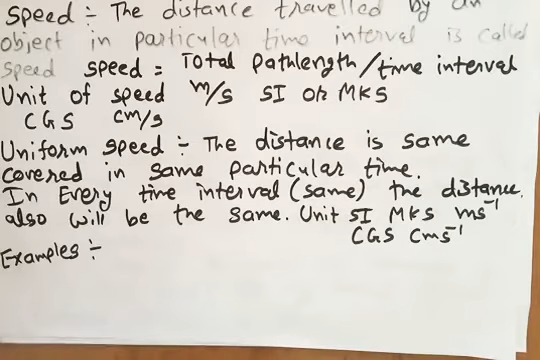 Speed :- The distance travelled by an
object in particular time interval is called
speed speed = Total Pathlength / time interval
Unit of speed m/s SI or MKS
CGS cm/s
Uniform speed :- The distance is same
covered in same particular time.
In Every time interval (same) the distance.
also will be the same. Unit SI MKS ms⁻¹
CGS Cms⁻¹
Examples :-